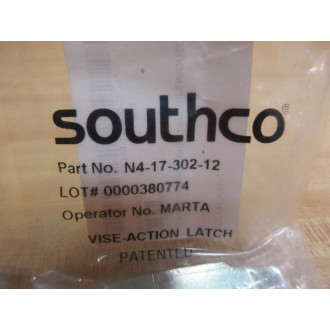 southco®
Part No. N4-17-302-12
LOT# 0000380774
Operator No. MARTA
VISE-ACTION LATCH
PATENTED